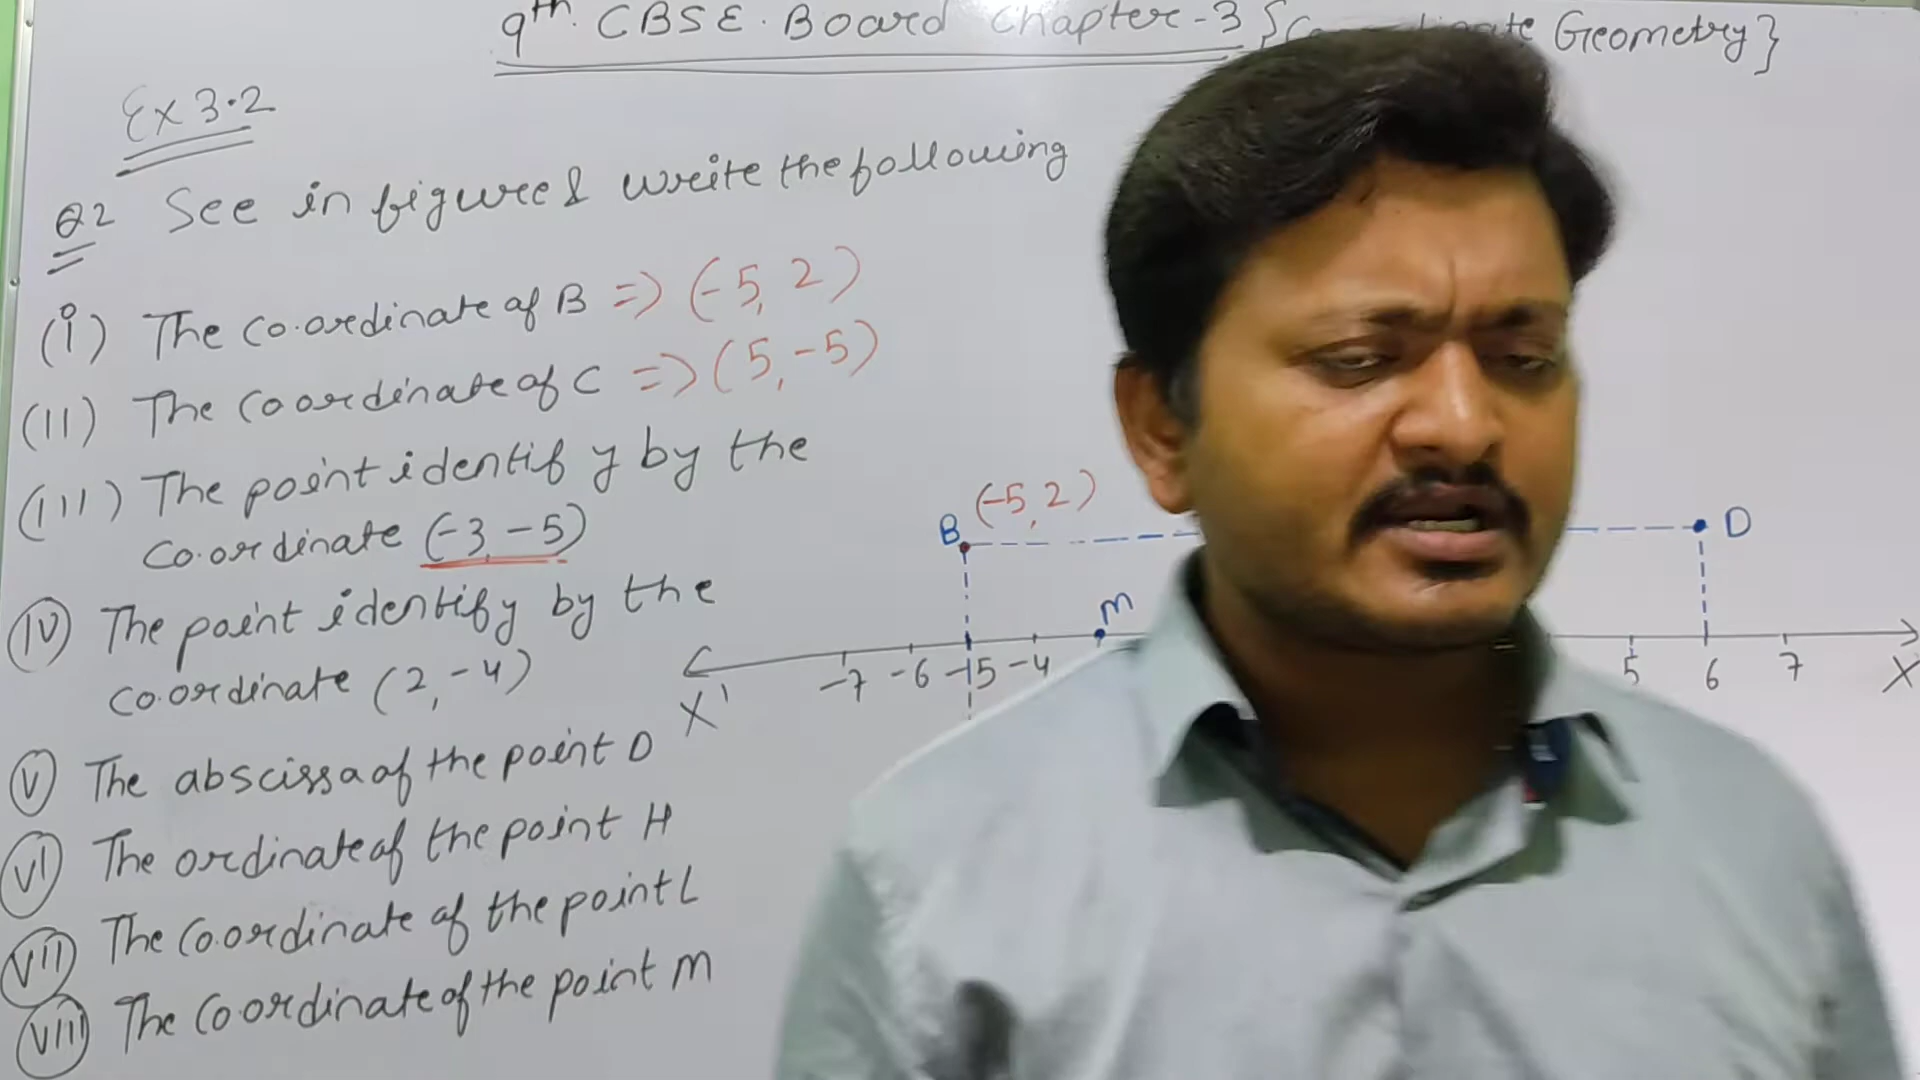 9th. CBSE. Board Chapter-3 { Geometry}
Ex 3.2
Q2 See in figure & write the following
(i) The co.ordinate of B => (-5, 2)
(ii) The coordinate of C => (5, -5)
(iii) The point identify by the
co.ordinate (-3, -5)
(iv) The point identify by the
co.ordinate (2, -4)
(v) The abscissa of the point D
(vi) The ordinate of the point H
(vii) The co.ordinate of the point L
(viii) The co.ordinate of the point M
B (-5, 2)
D
M
X' -7 -6 -5 -4 5 6 7 X